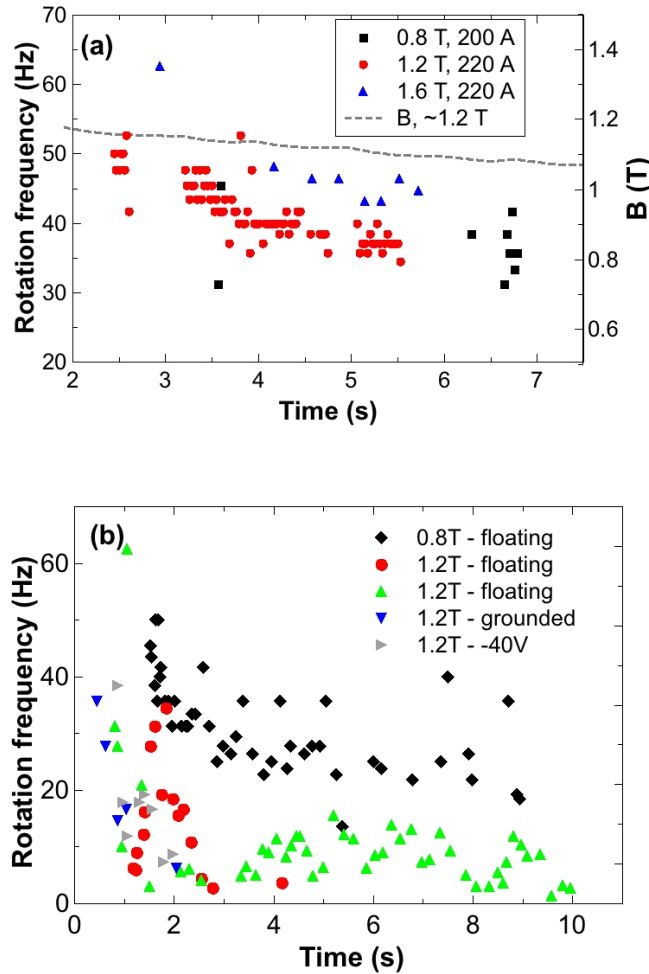 (a)
0.8 T, 200 A
1.2 T, 220 A
1.6 T, 220 A
B, ~1.2 T
Rotation frequency (Hz)
70
60
50
40
30
20
B (T)
1.4
1.2
1
0.8
0.6
2
3
4
5
6
7
Time (s)
(b)
0.8T - floating
1.2T - floating
1.2T - floating
1.2T - grounded
1.2T - -40V
Rotation frequency (Hz)
60
40
20
0
0
2
4
6
8
10
Time (s)